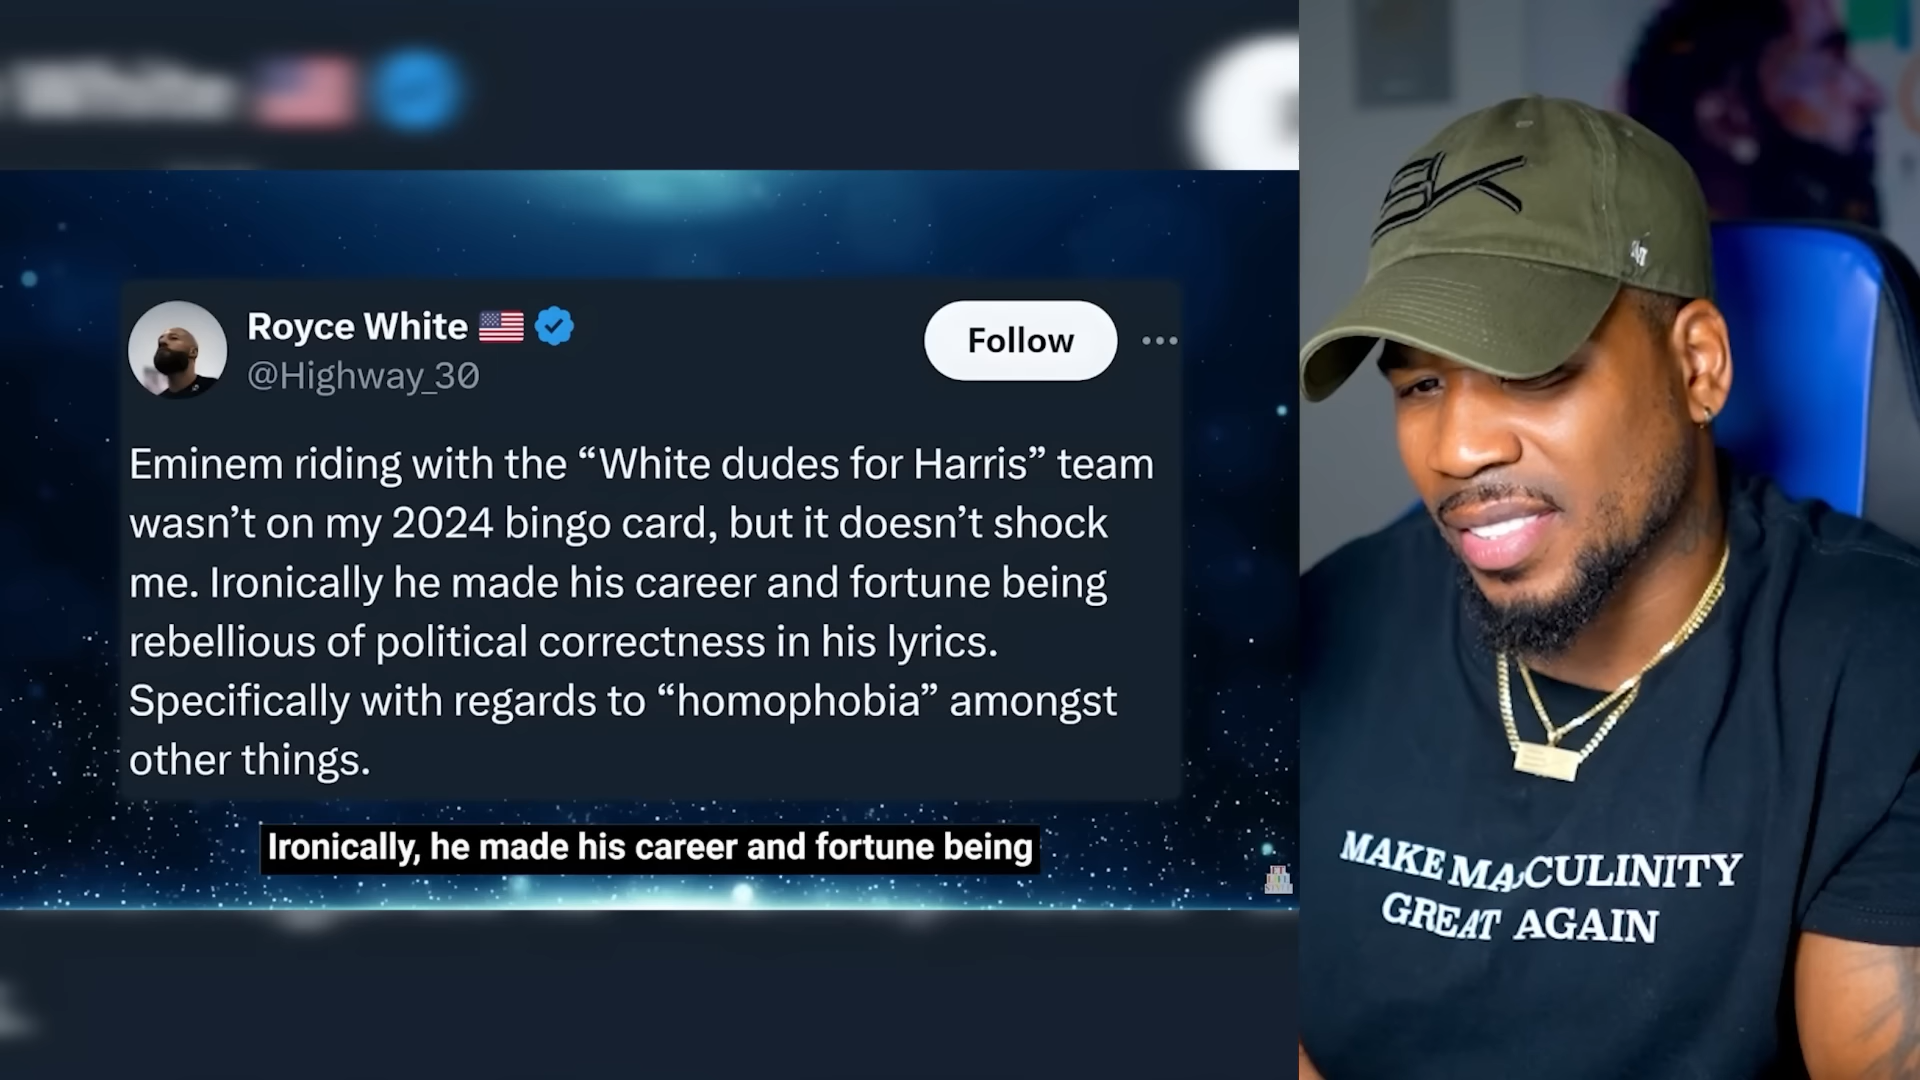 White
Royce White
@Highway_30
Follow
Eminem riding with the “White dudes for Harris” team
wasn’t on my 2024 bingo card, but it doesn’t shock
me. Ironically he made his career and fortune being
rebellious of political correctness in his lyrics.
Specifically with regards to “homophobia” amongst
other things.
Ironically, he made his career and fortune being
EK
MAKE MASCULINITY
GREAT AGAIN